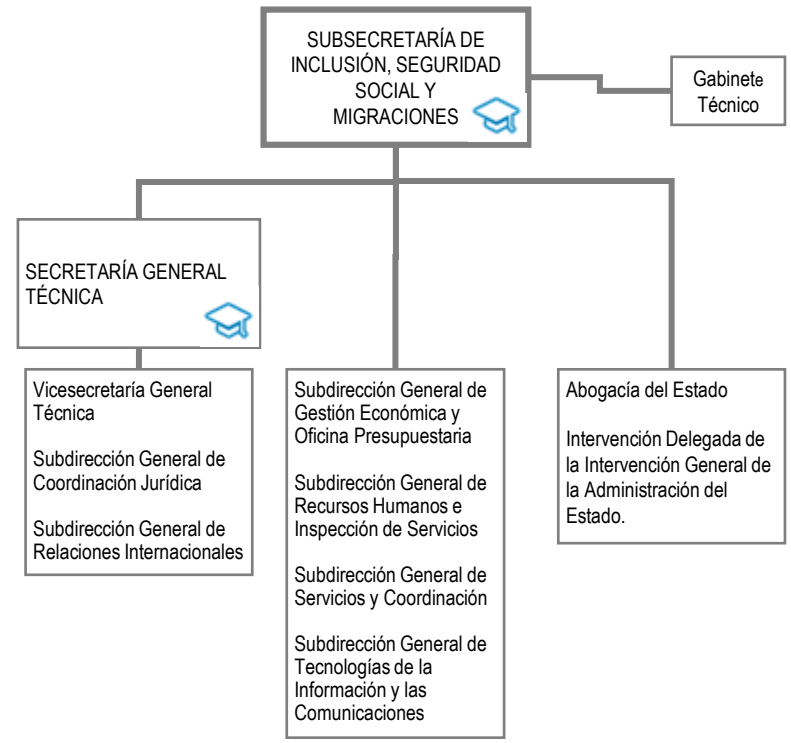 SUBSECRETARÍA DE
INCLUSIÓN, SEGURIDAD
SOCIAL Y
MIGRACIONES
Gabinete
Técnico
SECRETARÍA GENERAL
TÉCNICA
Vicesecretaría General
Técnica
Subdirección General de
Coordinación Jurídica
Subdirección General de
Relaciones Internacionales
Subdirección General de
Gestión Económica y
Oficina Presupuestaria
Subdirección General de
Recursos Humanos e
Inspección de Servicios
Subdirección General de
Servicios y Coordinación
Subdirección General de
Tecnologías de la
Información y las
Comunicaciones
Abogacía del Estado
Intervención Delegada de
la Intervención General de
la Administración del
Estado.